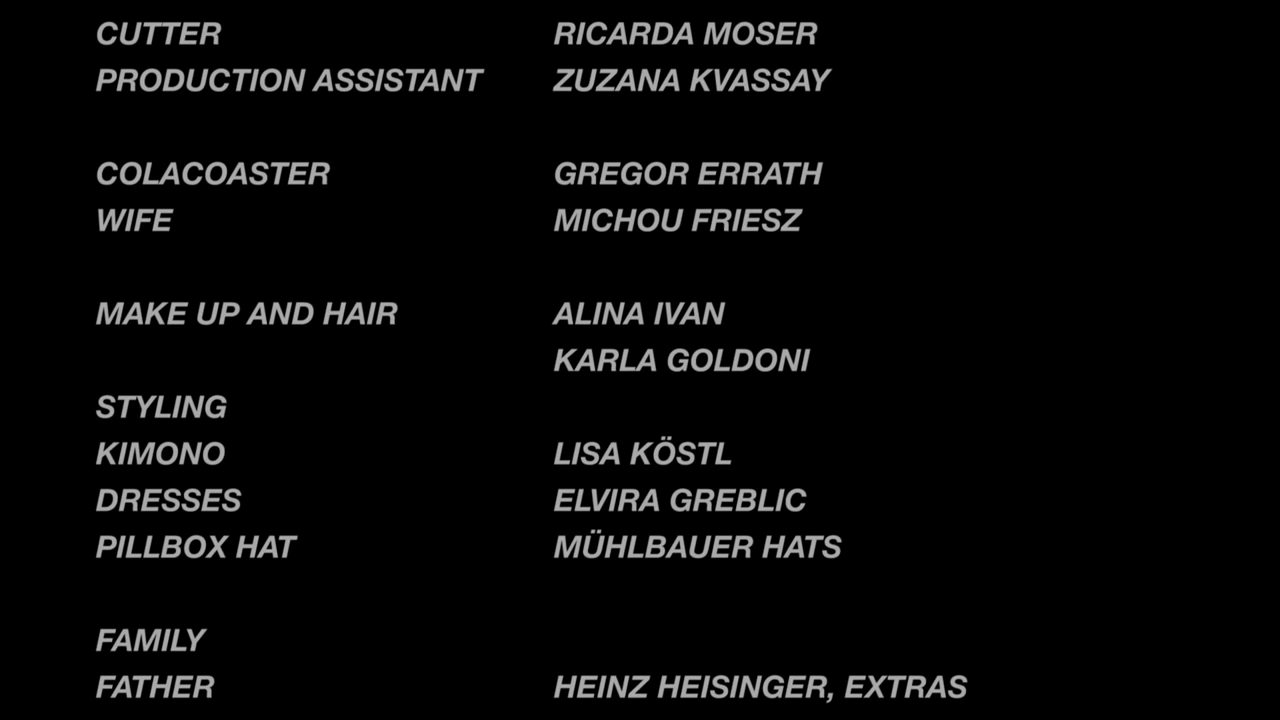 CUTTER RICARDA MOSER
PRODUCTION ASSISTANT ZUZANA KVASSAY
COLACOASTER GREGOR ERRATH
WIFE MICHOU FRIESZ
MAKE UP AND HAIR ALINA IVAN
KARLA GOLDONI
STYLING
KIMONO LISA KÖSTL
DRESSES ELVIRA GREBLIC
PILLBOX HAT MÜHLBAUER HATS
FAMILY
FATHER HEINZ HEISINGER, EXTRAS